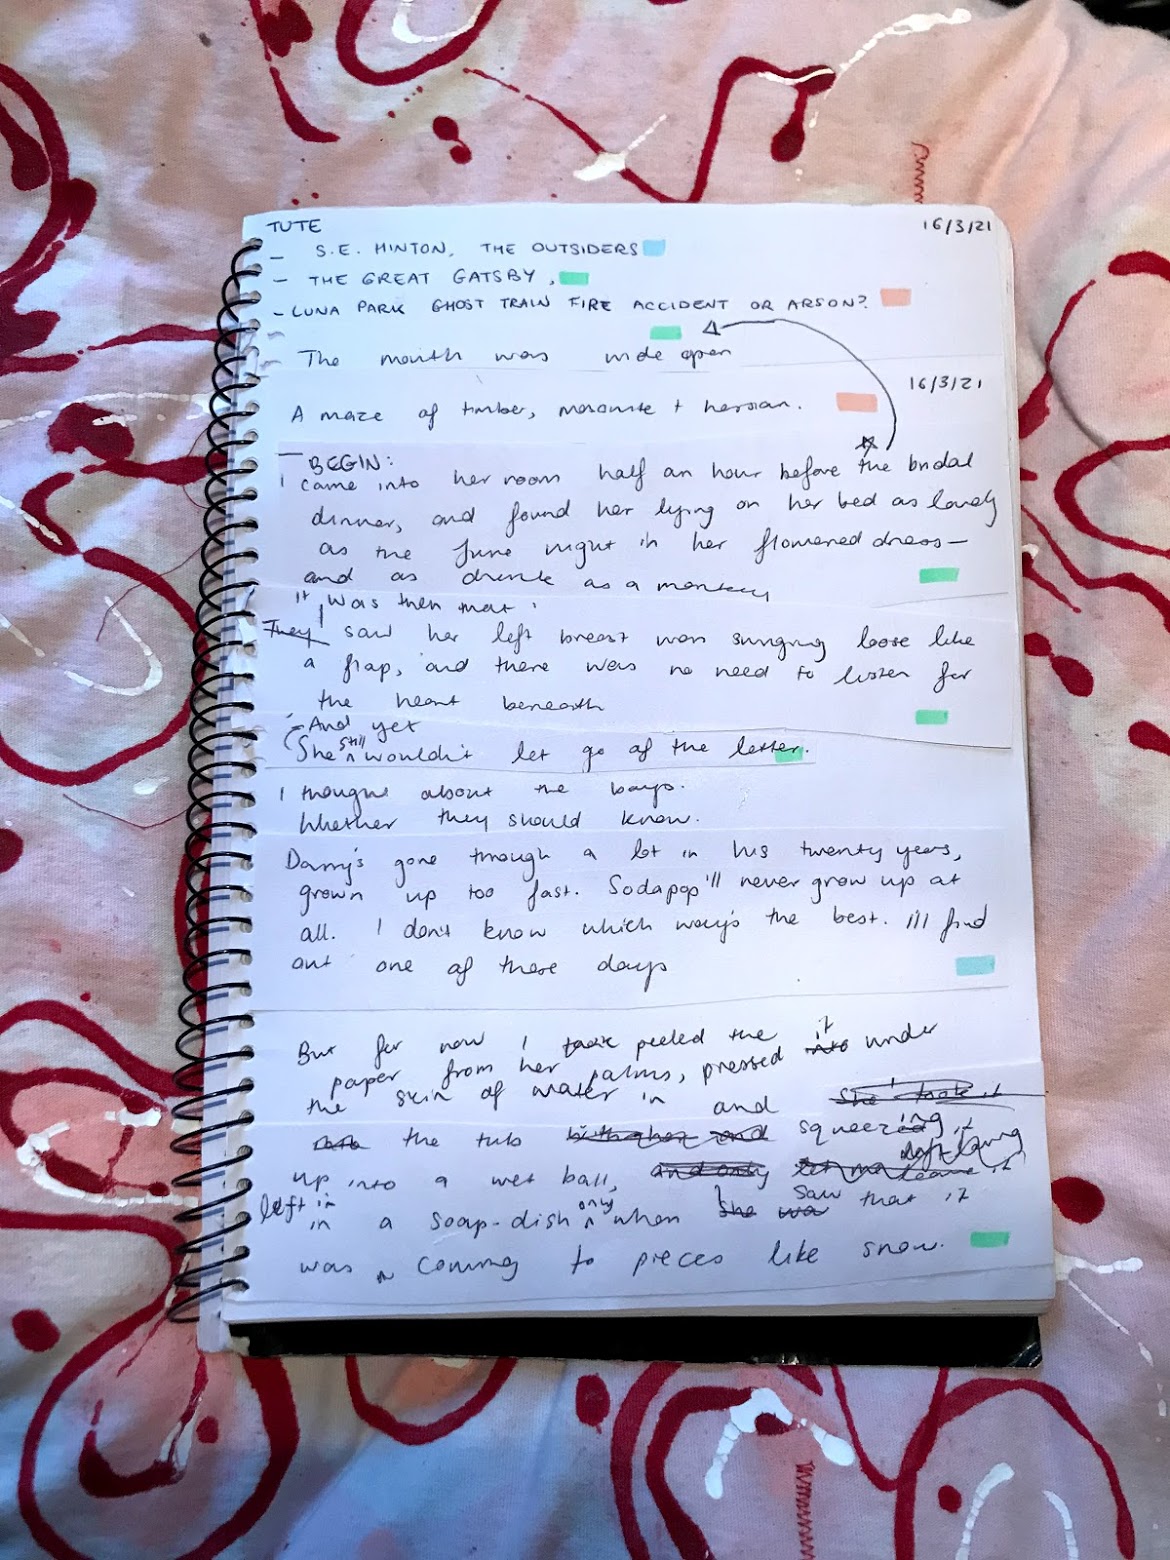 TUTE 16/3/21
- S.E. HINTON, THE OUTSIDERS
- THE GREAT GATSBY,
- LUNA PARK GHOST TRAIN FIRE ACCIDENT OR ARSON?
The mouth was wide open
16/3/21
A maze of timber, masonite + hessian.
BEGIN:
I came into her room half an hour before the bridal
dinner, and found her lying on her bed as lovely
as the June night in her flowered dress—
and as drunk as a monkey
it was then that I
They saw her left breast was swinging loose like
a flap, and there was no need to listen for
the heart beneath
- And yet
She still wouldn't let go of the letter.
I thought about the boys.
Whether they should know.
Darry's gone through a lot in his twenty years,
grown up too fast. Sodapop'll never grow up at
all. I don't know which way's the best. I'll find
out one of these days
But for now I took peeled the
paper from her palms, pressed into it under
the skin of water in and she took it
the tub with her and squeezing it
up into a wet ball, and only let me leave it
left in
in a soap-dish only when she wa I saw that it
was coming to pieces like snow.